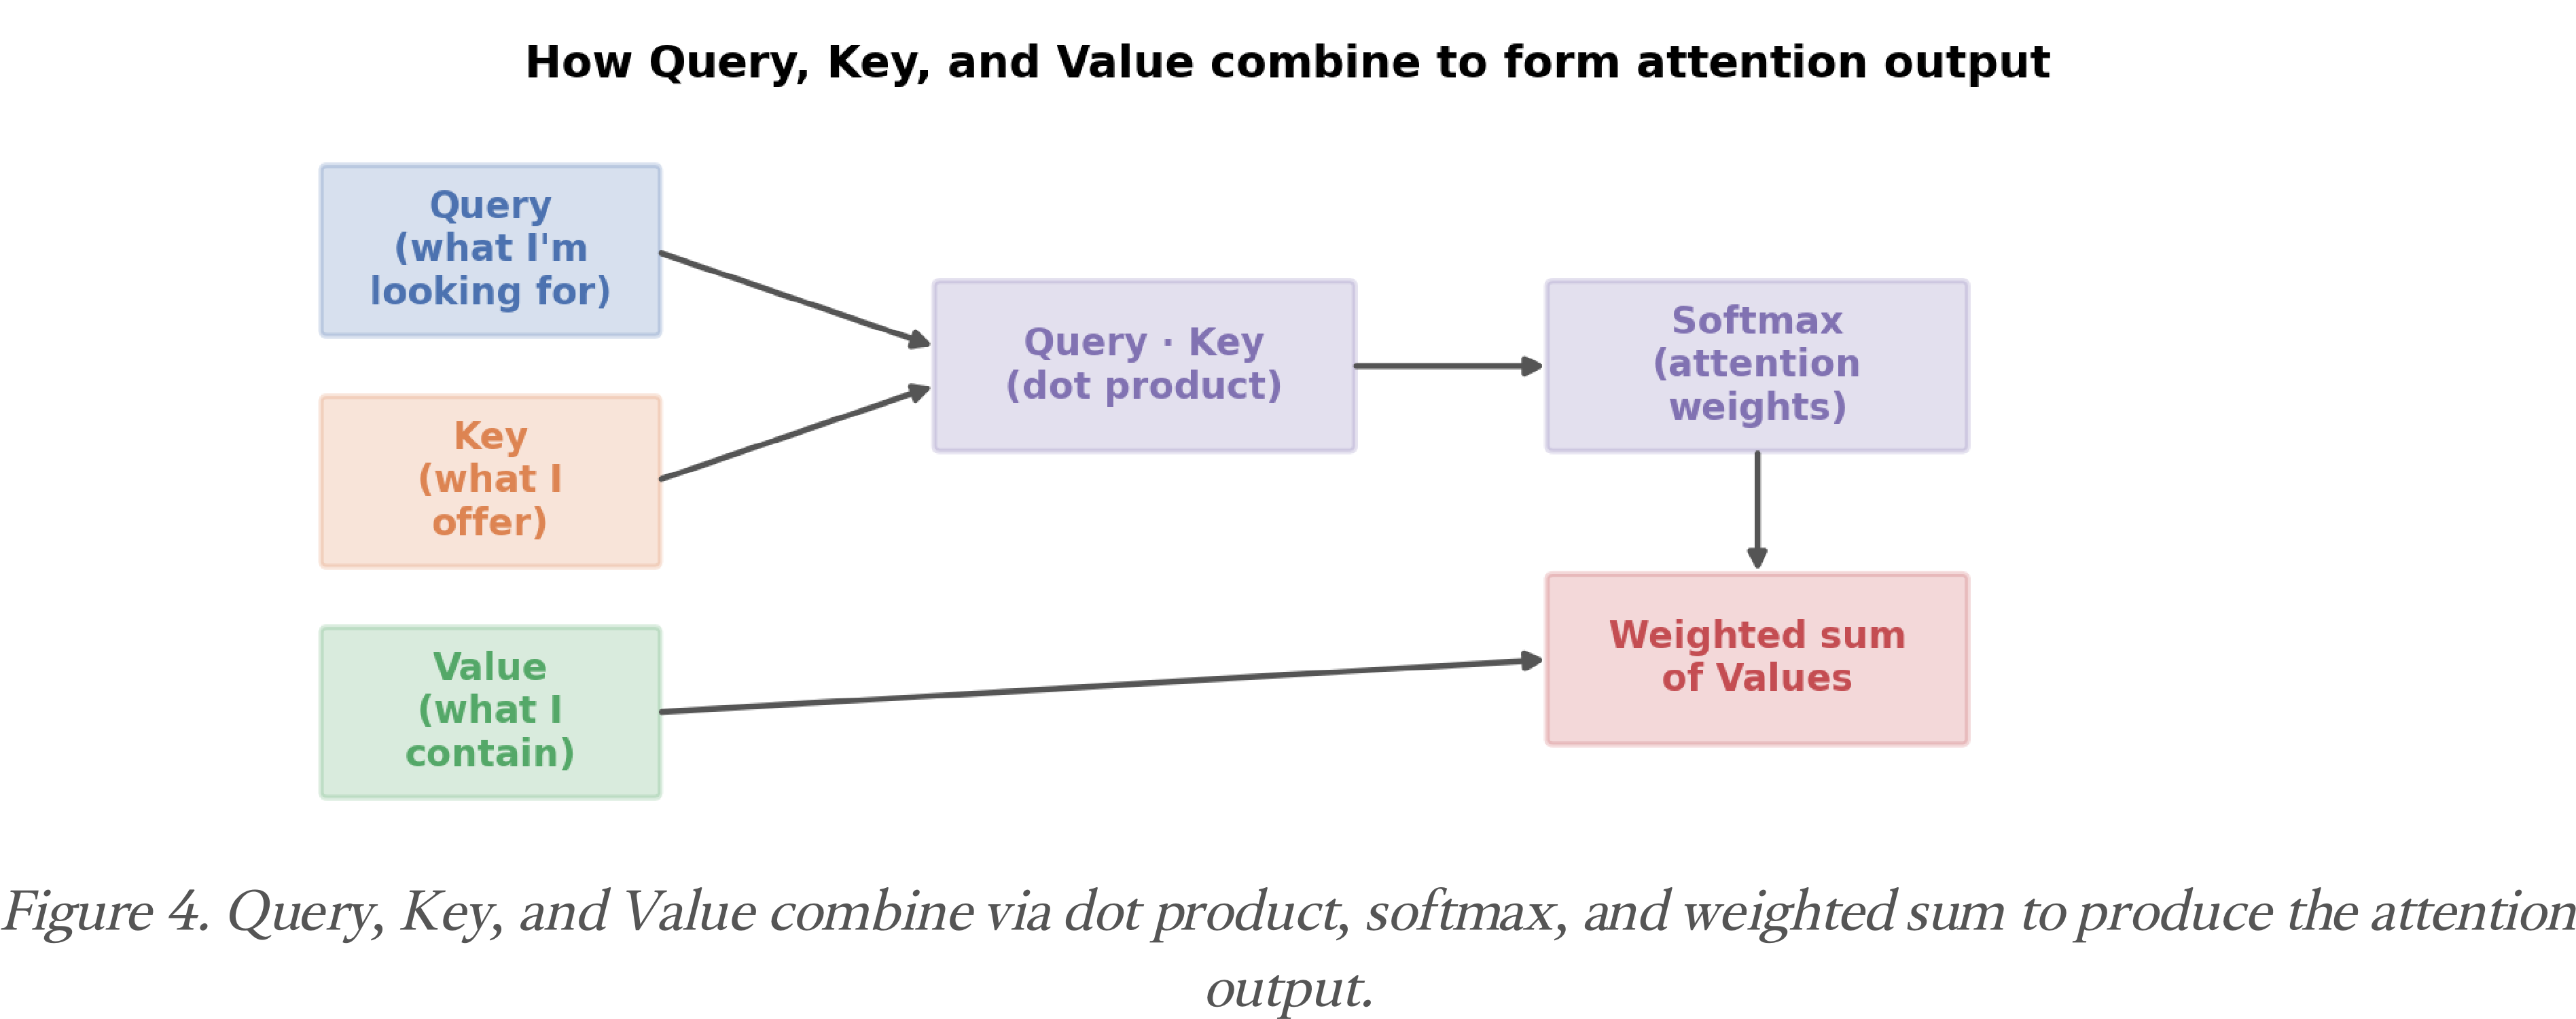 How Query, Key, and Value combine to form attention output
Query
(what I'm
looking for)
Key
(what I
offer)
Value
(what I
contain)
Query · Key
(dot product)
Softmax
(attention
weights)
Weighted sum
of Values
Figure 4. Query, Key, and Value combine via dot product, softmax, and weighted sum to produce the attention
output.